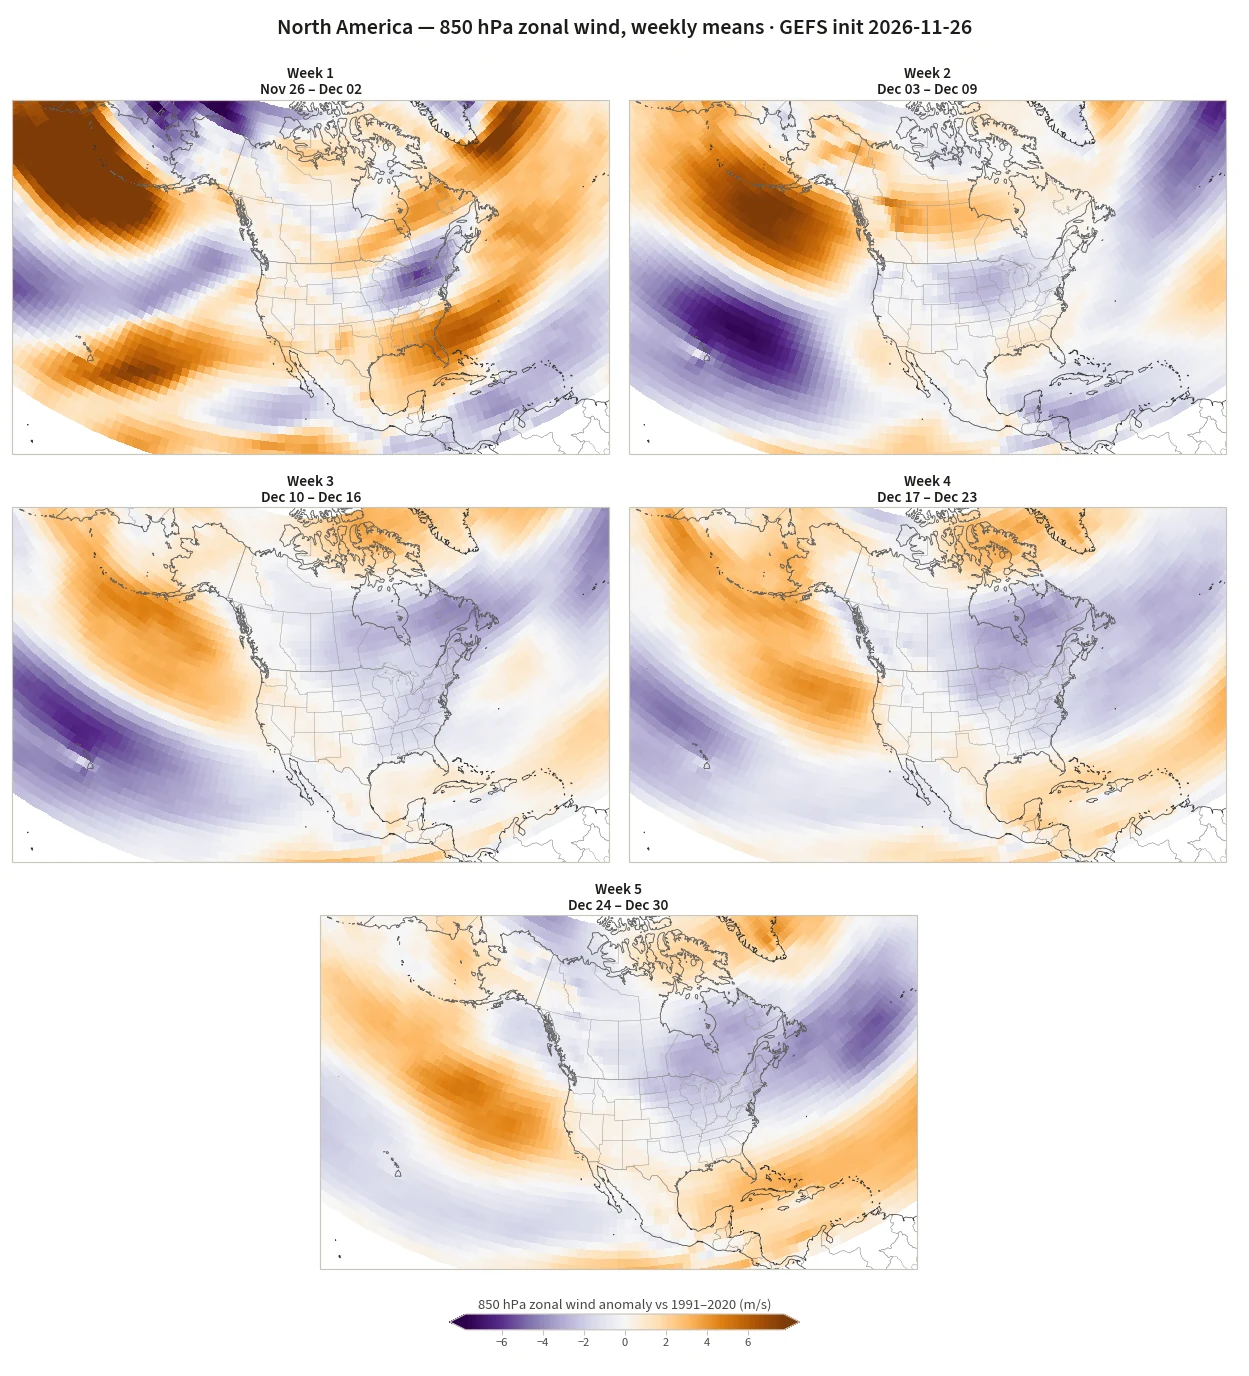 North America — 850 hPa zonal wind, weekly means · GEFS init 2026-11-26
Week 1
Nov 26 – Dec 02
Week 2
Dec 03 – Dec 09
Week 3
Dec 10 – Dec 16
Week 4
Dec 17 – Dec 23
Week 5
Dec 24 – Dec 30
850 hPa zonal wind anomaly vs 1991–2020 (m/s)
−6 −4 −2 0 2 4 6